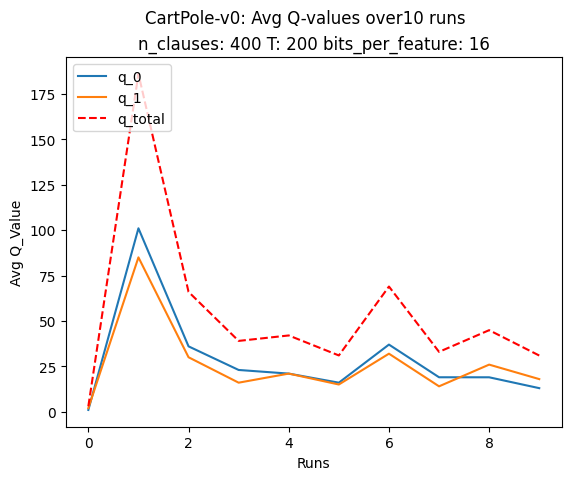 CartPole-v0: Avg Q-values over10 runs
n_clauses: 400 T: 200 bits_per_feature: 16
q_0
q_1
q_total
175
150
125
100
75
50
25
0
Avg Q_Value
0 2 4 6 8
Runs